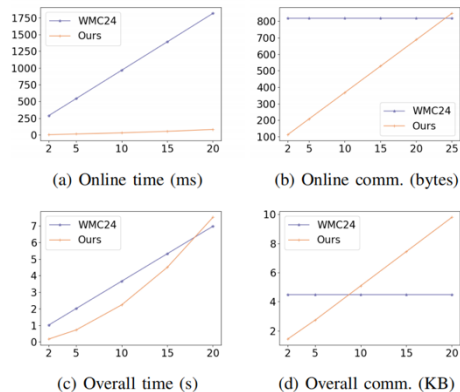 1750
1500
1250
1000
750
500
250
0
WMC24
Ours
2 5 10 15 20
(a) Online time (ms)
800
700
600
500
400
300
200
100
WMC24
Ours
2 5 10 15 20 25
(b) Online comm. (bytes)
7
6
5
4
3
2
1
0
WMC24
Ours
2 5 10 15 20
(c) Overall time (s)
10
8
6
4
2
WMC24
Ours
2 5 10 15 20
(d) Overall comm. (KB)